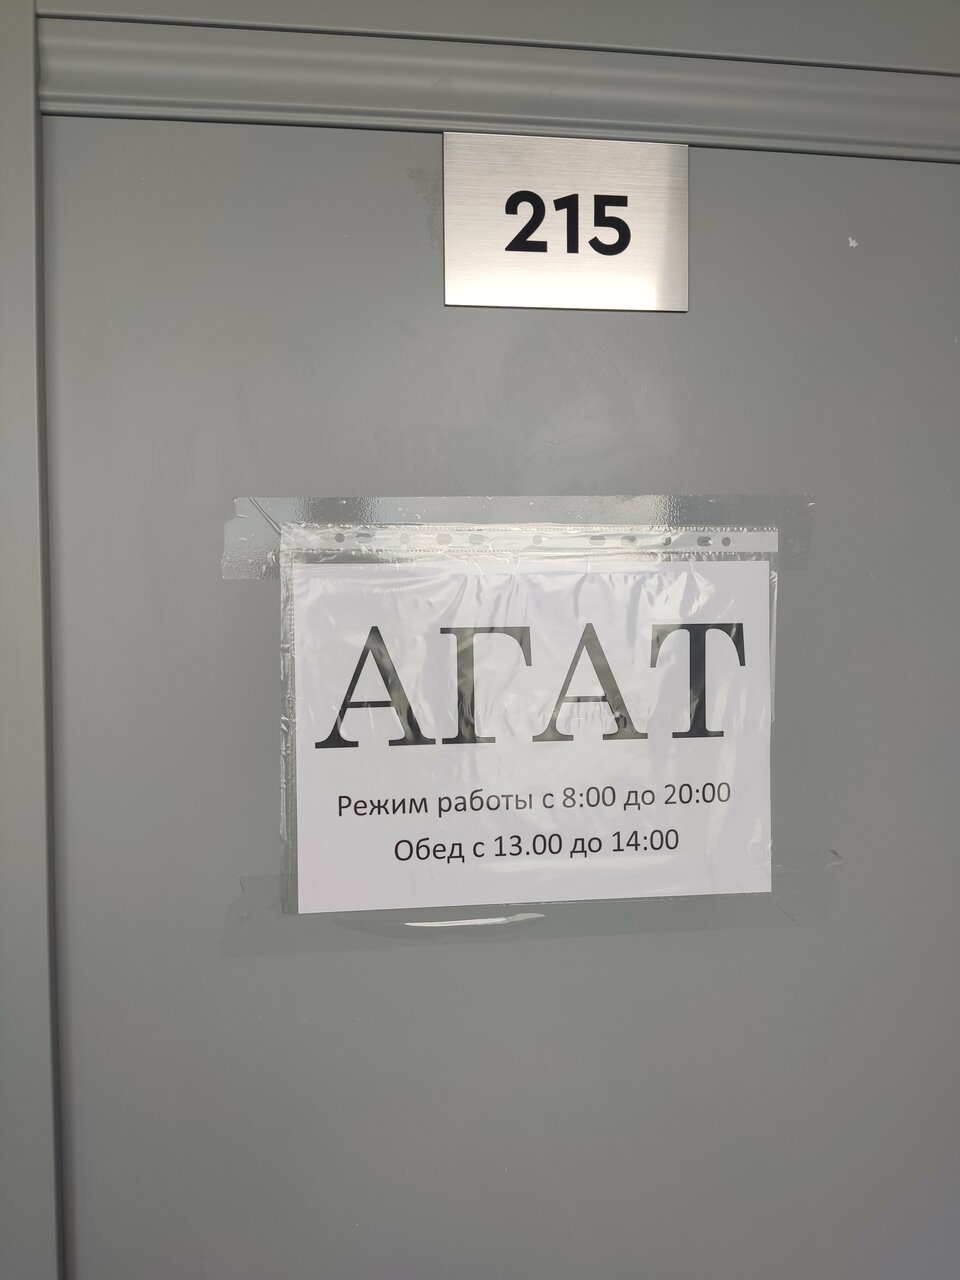 215
АГАТ
Режим работы с 8:00 до 20:00
Обед с 13.00 до 14:00